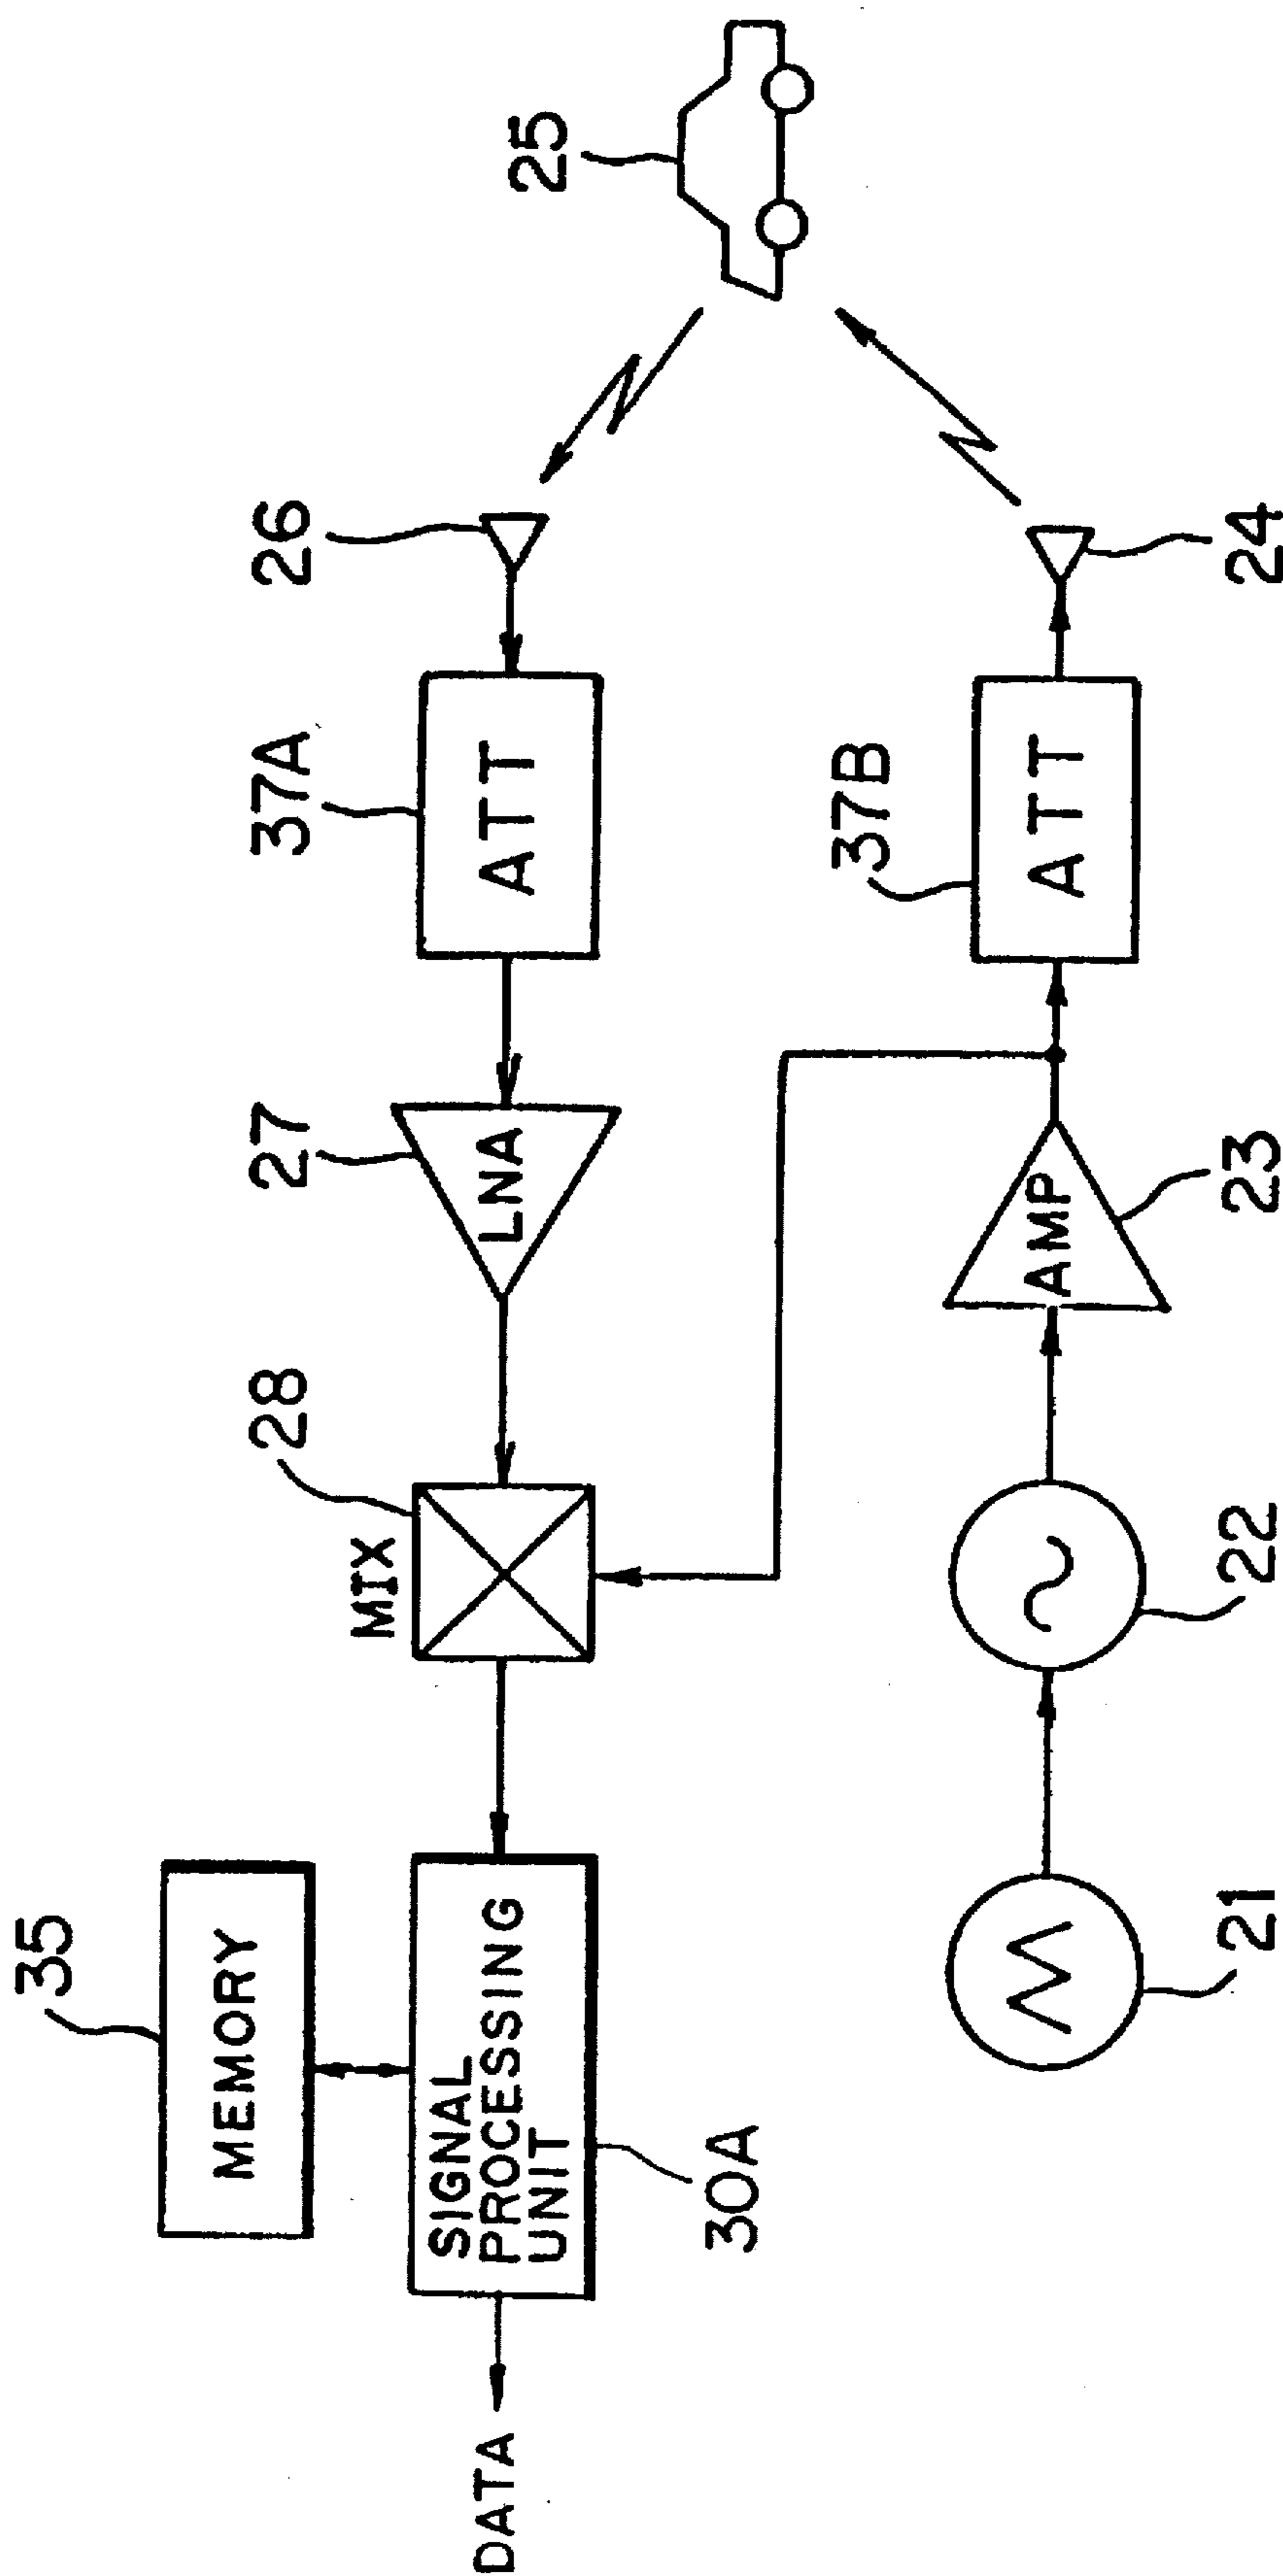 35
MEMORY
28
27
37A
26
25
MIX
DATA
SIGNAL
PROCESSING
UNIT
LNA
ATT
30A
37B
AMP
ATT
21
22
23
24